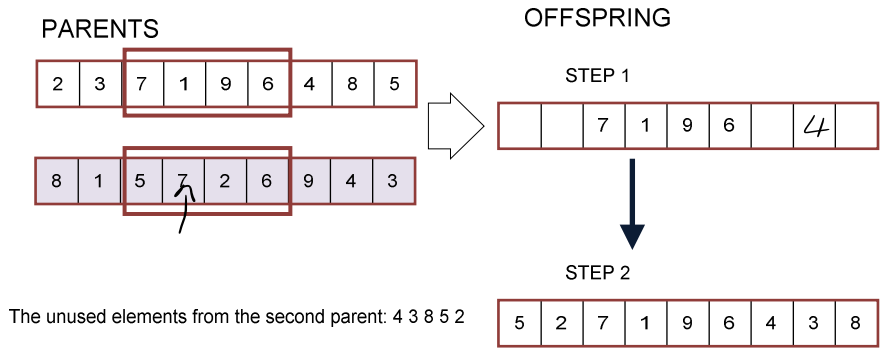 PARENTS
OFFSPRING
2 3 7 1 9 6 4 8 5
STEP 1
7 1 9 6 4
8 1 5 7 2 6 9 4 3
STEP 2
The unused elements from the second parent: 4 3 8 5 2
5 2 7 1 9 6 4 3 8